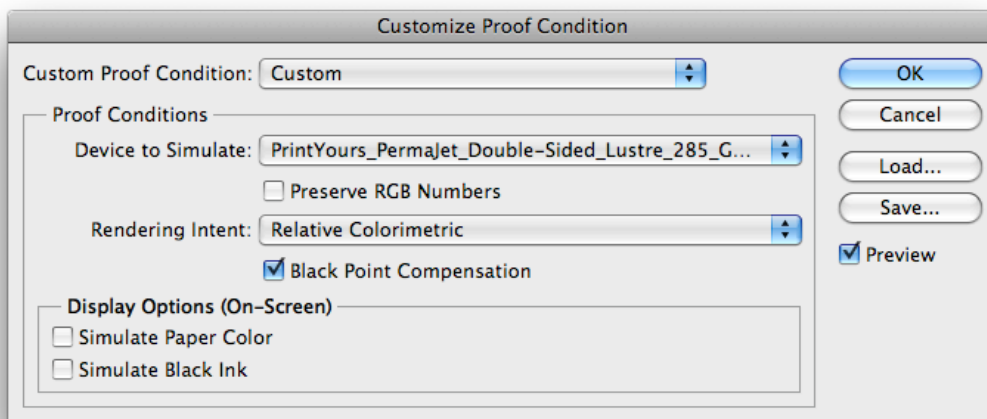 Customize Proof Condition
Custom Proof Condition: Custom
OK
Proof Conditions
Cancel
Device to Simulate: PrintYours_PermaJet_Double-Sided_Lustre_285_G...
Load...
Preserve RGB Numbers
Save...
Rendering Intent: Relative Colorimetric
Preview
Black Point Compensation
Display Options (On-Screen)
Simulate Paper Color
Simulate Black Ink